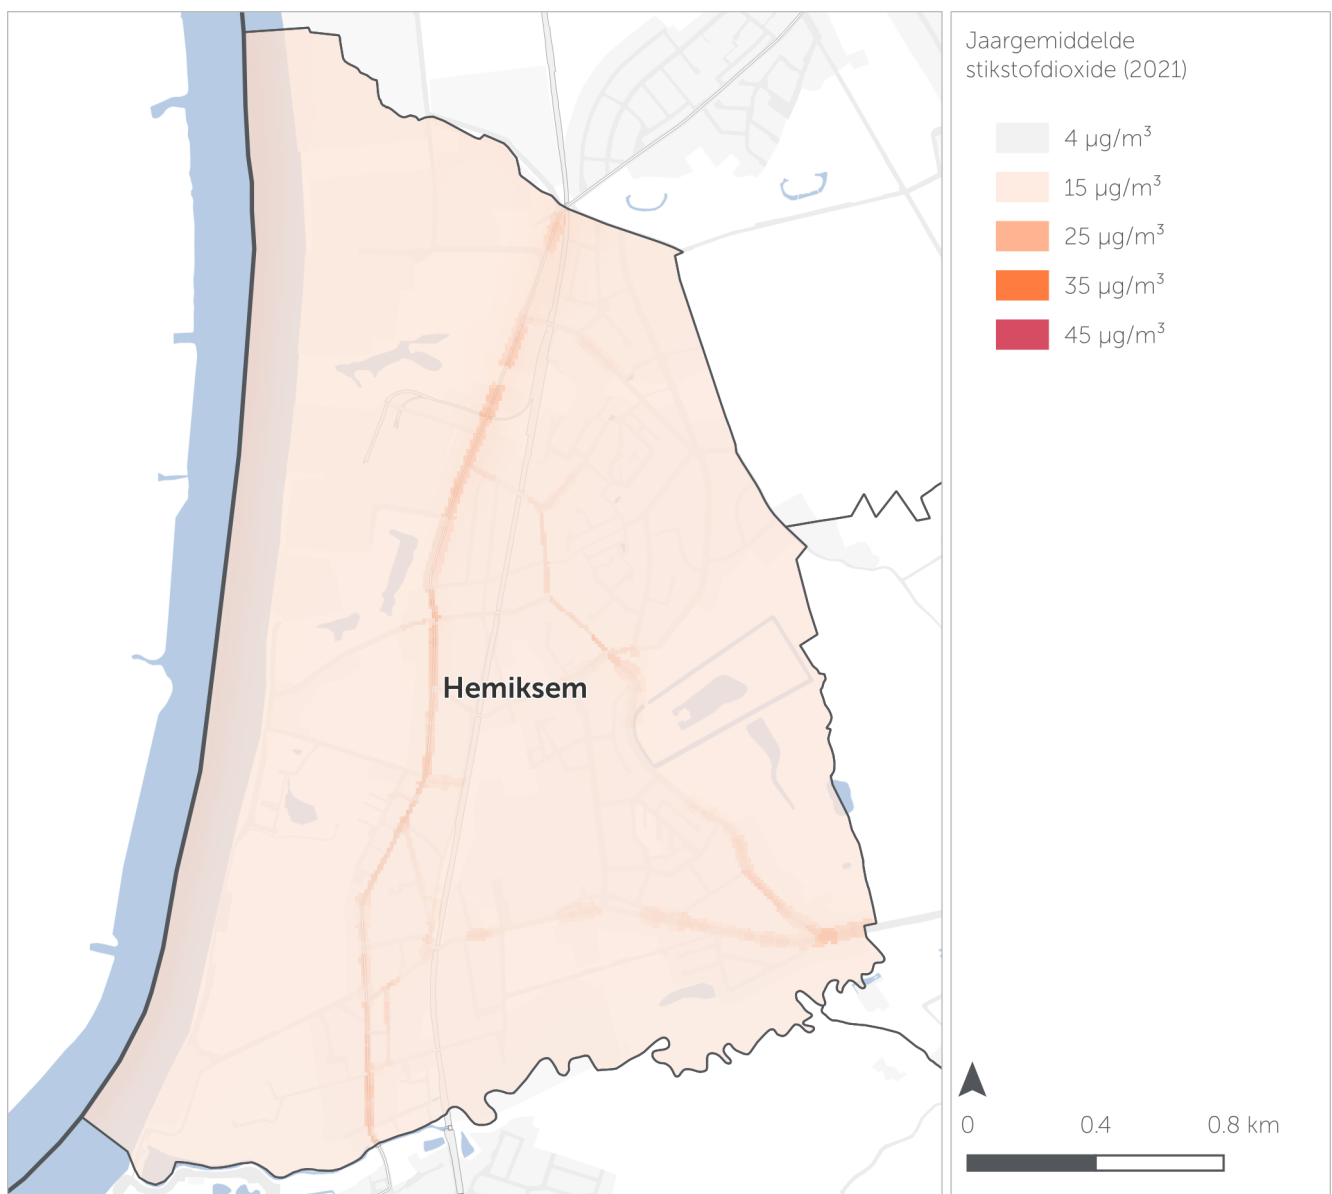 Jaargemiddelde
stikstofdioxide (2021)
4 µg/m³
15 µg/m³
25 µg/m³
35 µg/m³
45 µg/m³
Hemiksem
0 0.4 0.8 km